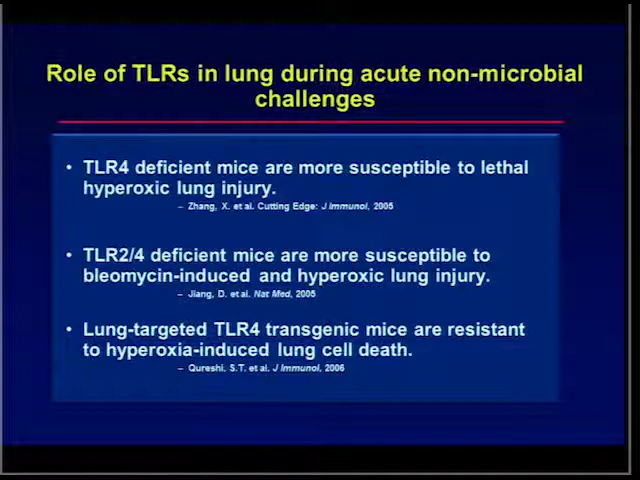 Role of TLRs in lung during acute non-microbial
challenges
• TLR4 deficient mice are more susceptible to lethal
hyperoxic lung injury.
– Zhang, X. et al. Cutting Edge: J Immunol, 2005
• TLR2/4 deficient mice are more susceptible to
bleomycin-induced and hyperoxic lung injury.
– Jiang, D. et al. Nat Med, 2005
• Lung-targeted TLR4 transgenic mice are resistant
to hyperoxia-induced lung cell death.
– Qureshi, S.T. et al. J Immunol, 2006